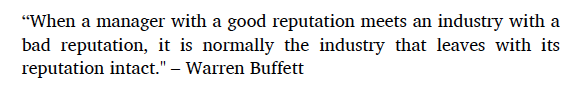 “When a manager with a good reputation meets an industry with a
bad reputation, it is normally the industry that leaves with its
reputation intact." – Warren Buffett